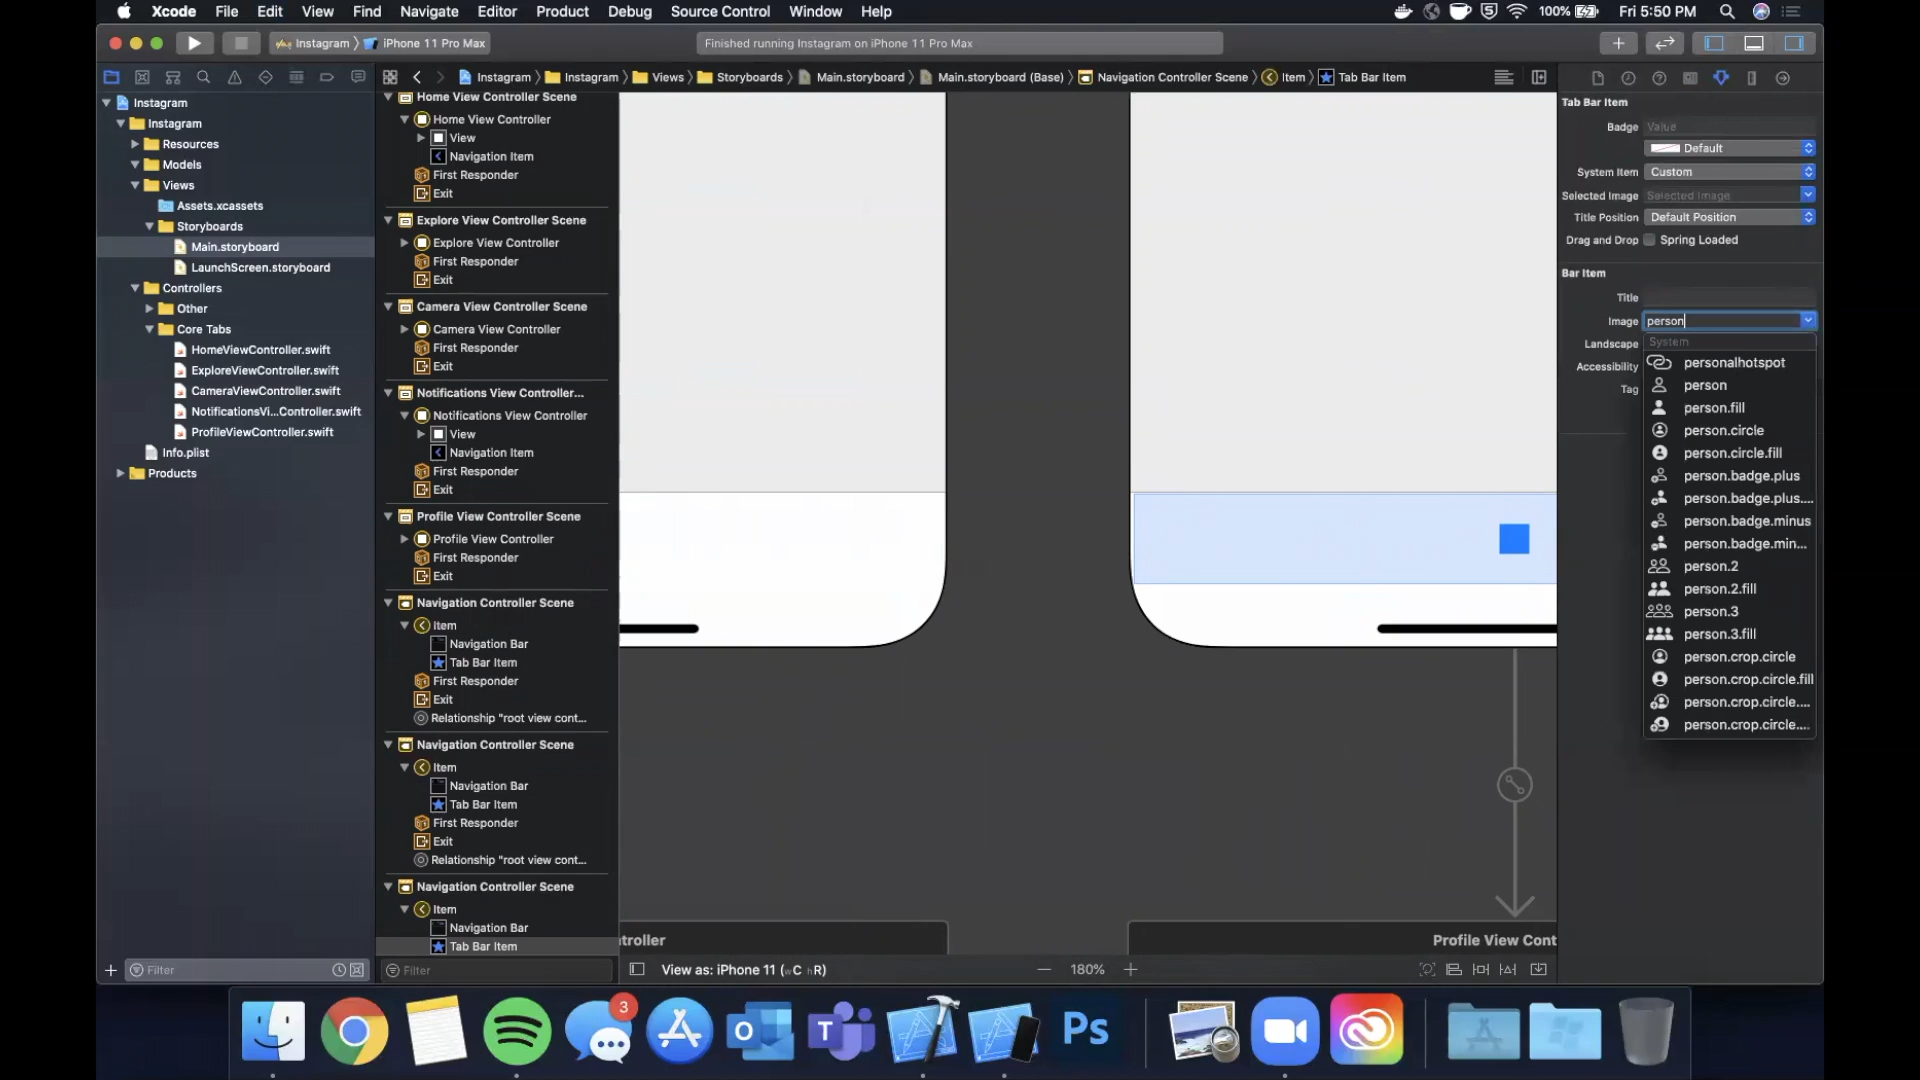 Xcode File Edit View Find Navigate Editor Product Debug Source Control Window Help
100% Fri 5:50 PM
Instagram iPhone 11 Pro Max
Finished running Instagram on iPhone 11 Pro Max
Instagram Instagram Views Storyboards Main.storyboard Main.storyboard (Base) Navigation Controller Scene Item Tab Bar Item
Instagram
Instagram
Resources
Models
Views
Assets.xcassets
Storyboards
Main.storyboard
LaunchScreen.storyboard
Controllers
Other
Core Tabs
HomeViewController.swift
ExploreViewController.swift
CameraViewController.swift
NotificationsVi...Controller.swift
ProfileViewController.swift
Info.plist
Products
Filter
Home View Controller Scene
Home View Controller
View
Navigation Item
First Responder
Exit
Explore View Controller Scene
Explore View Controller
First Responder
Exit
Camera View Controller Scene
Camera View Controller
First Responder
Exit
Notifications View Controller...
Notifications View Controller
View
Navigation Item
First Responder
Exit
Profile View Controller Scene
Profile View Controller
First Responder
Exit
Navigation Controller Scene
Item
Navigation Bar
Tab Bar Item
First Responder
Exit
Relationship "root view cont...
Navigation Controller Scene
Item
Navigation Bar
Tab Bar Item
First Responder
Exit
Relationship "root view cont...
Navigation Controller Scene
Item
Navigation Bar
Tab Bar Item
Filter
troller
Profile View Cont
View as: iPhone 11 (wC hR)
180%
Tab Bar Item
Badge Value
Default
System Item Custom
Selected Image Selected Image
Title Position Default Position
Drag and Drop Spring Loaded
Bar Item
Title
Image person
Landscape
Accessibility
Tag
System
personalhotspot
person
person.fill
person.circle
person.circle.fill
person.badge.plus
person.badge.plus....
person.badge.minus
person.badge.min...
person.2
person.2.fill
person.3
person.3.fill
person.crop.circle
person.crop.circle.fill
person.crop.circle....
person.crop.circle....
3
Ps